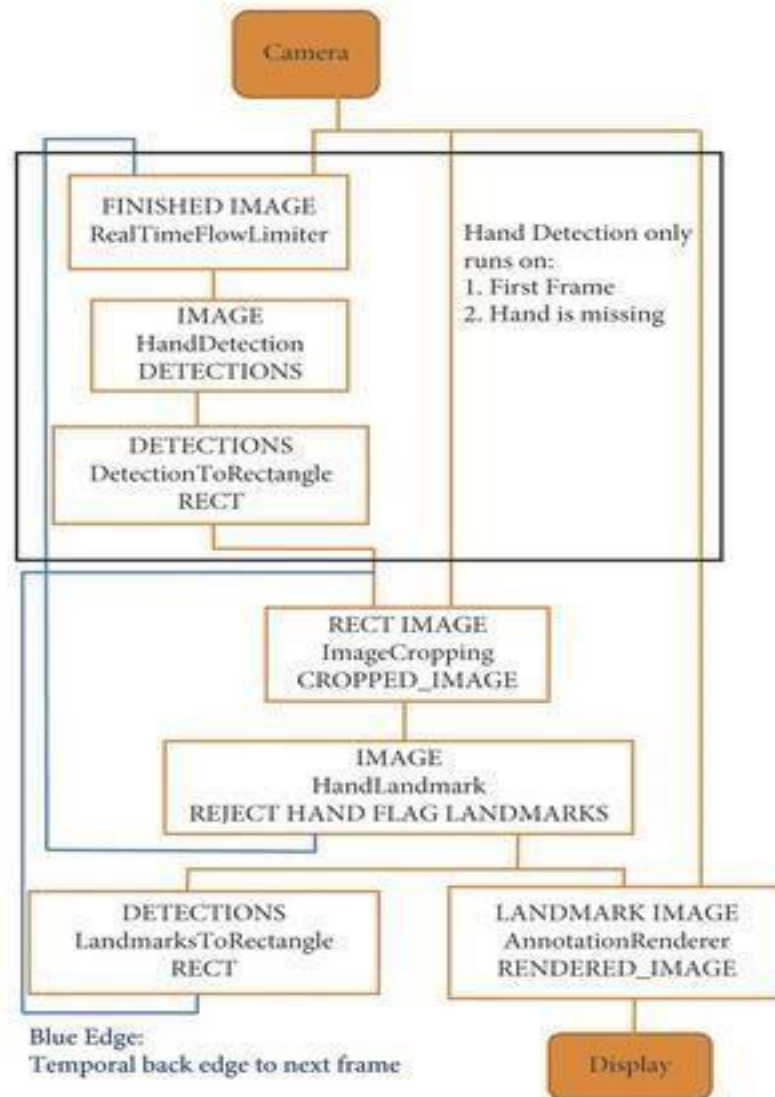 Camera
FINISHED IMAGE
RealTimeFlowLimiter
Hand Detection only
runs on:
1. First Frame
2. Hand is missing
IMAGE
HandDetection
DETECTIONS
DETECTIONS
DetectionToRectangle
RECT
RECT IMAGE
ImageCropping
CROPPED_IMAGE
IMAGE
HandLandmark
REJECT HAND FLAG LANDMARKS
DETECTIONS
LandmarksToRectangle
RECT
LANDMARK IMAGE
AnnotationRenderer
RENDERED_IMAGE
Blue Edge:
Temporal back edge to next frame
Display